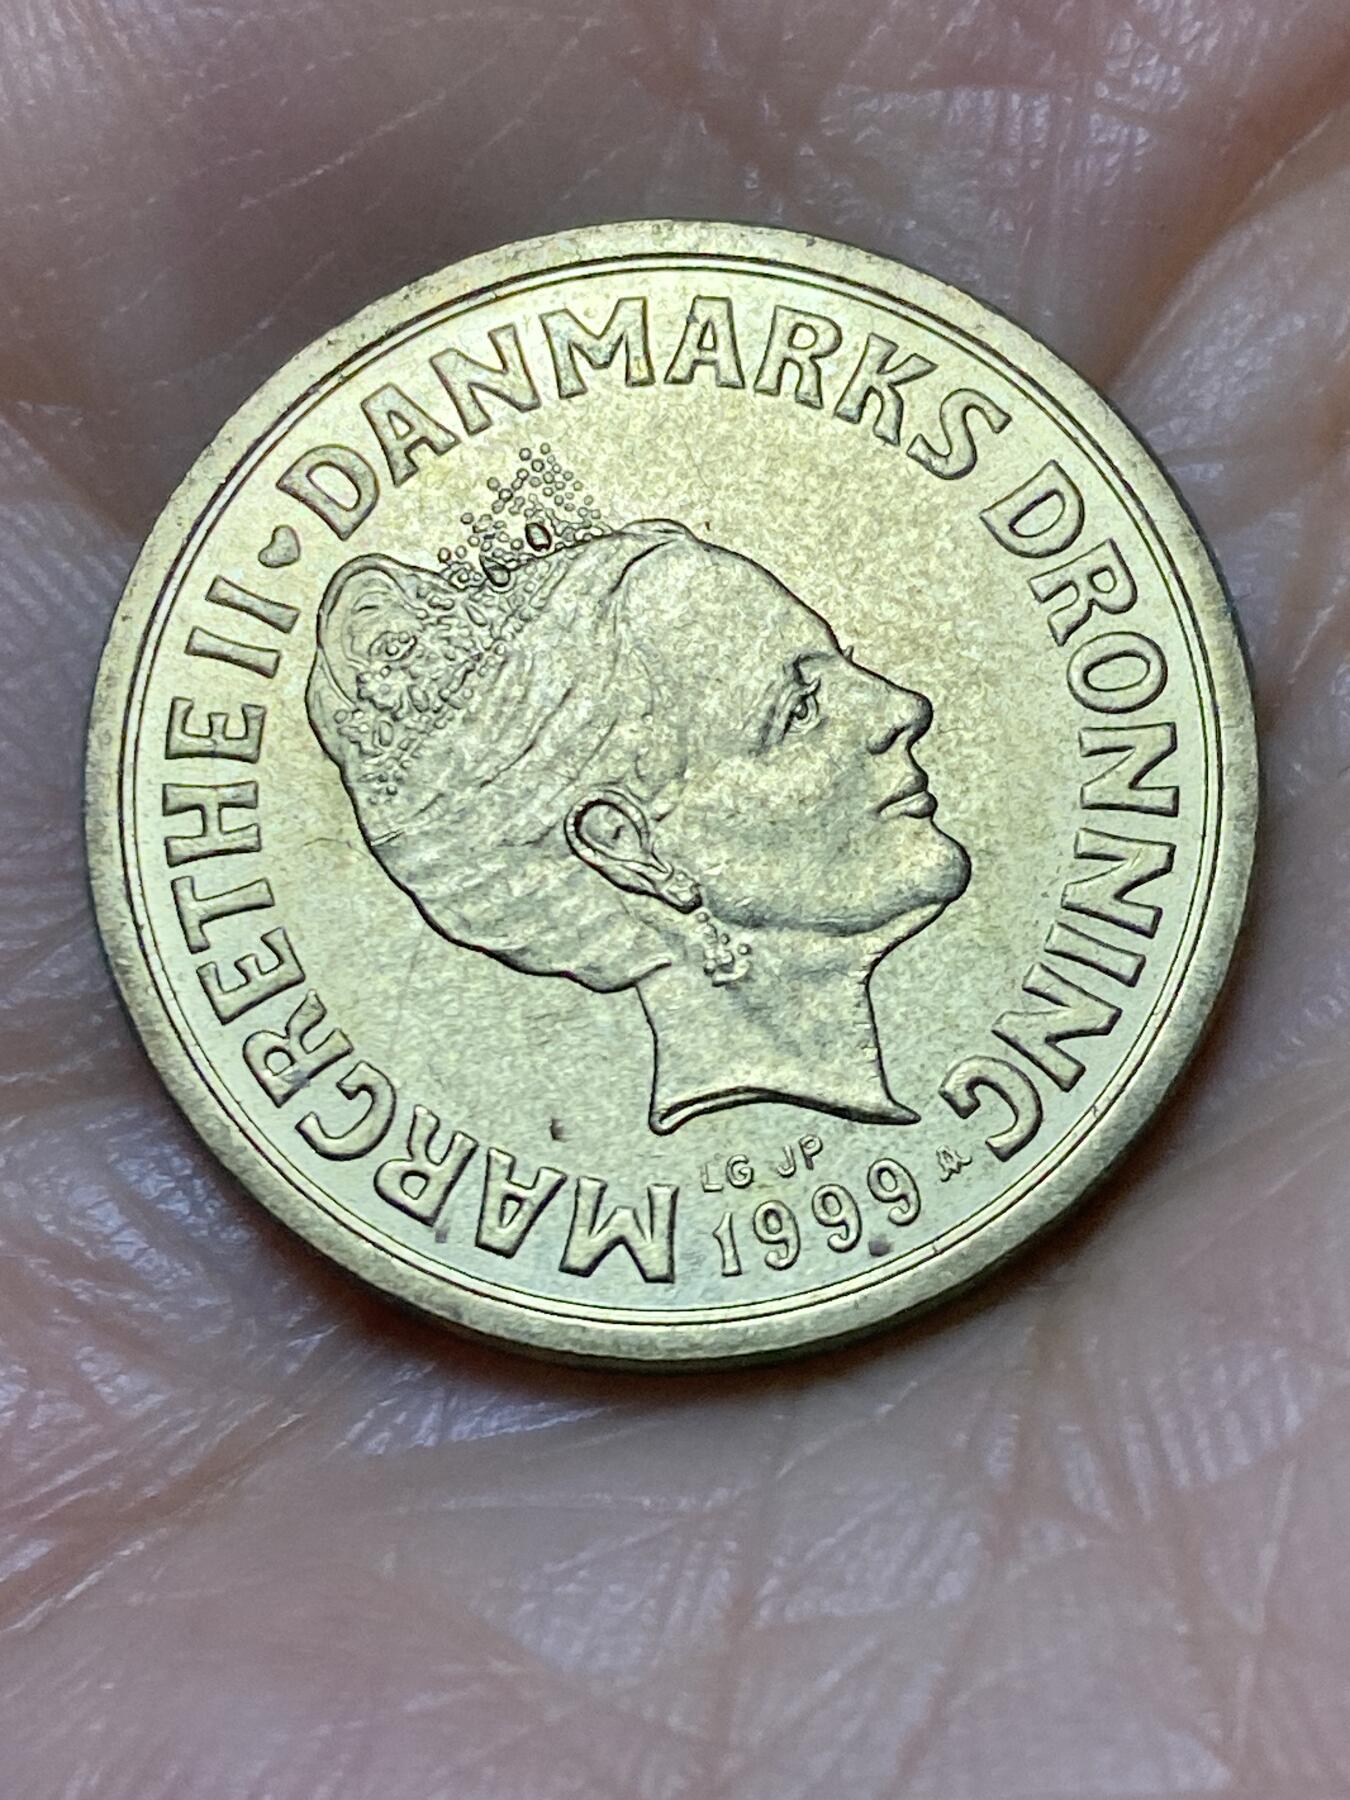 MARGRETHE II ♥ DANMARKS DRONNING
LG JP
1999